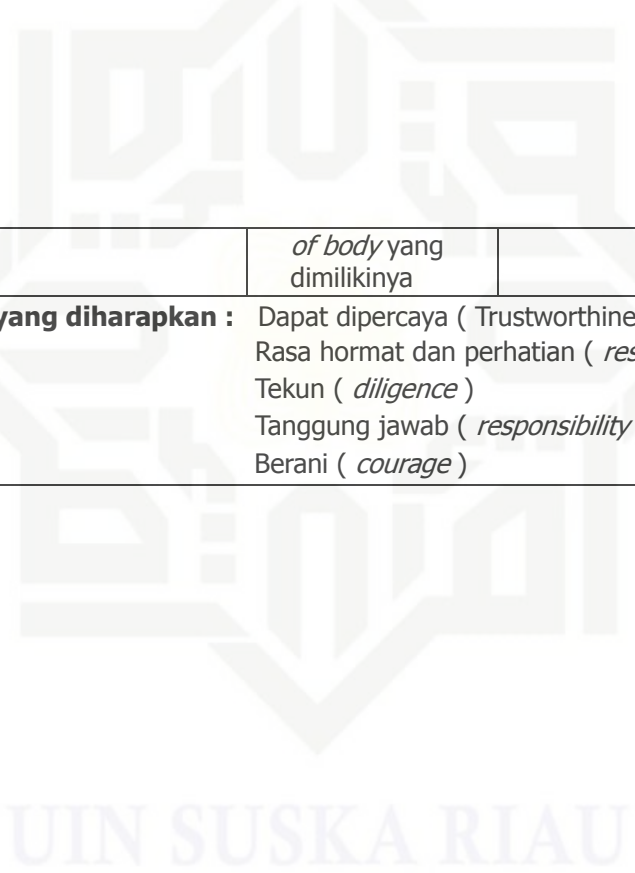 of body yang
dimilikinya
yang diharapkan : Dapat dipercaya ( Trustworthine
Rasa hormat dan perhatian ( res
Tekun ( diligence )
Tanggung jawab ( responsibility
Berani ( courage )
UIN SUSKA RIAU